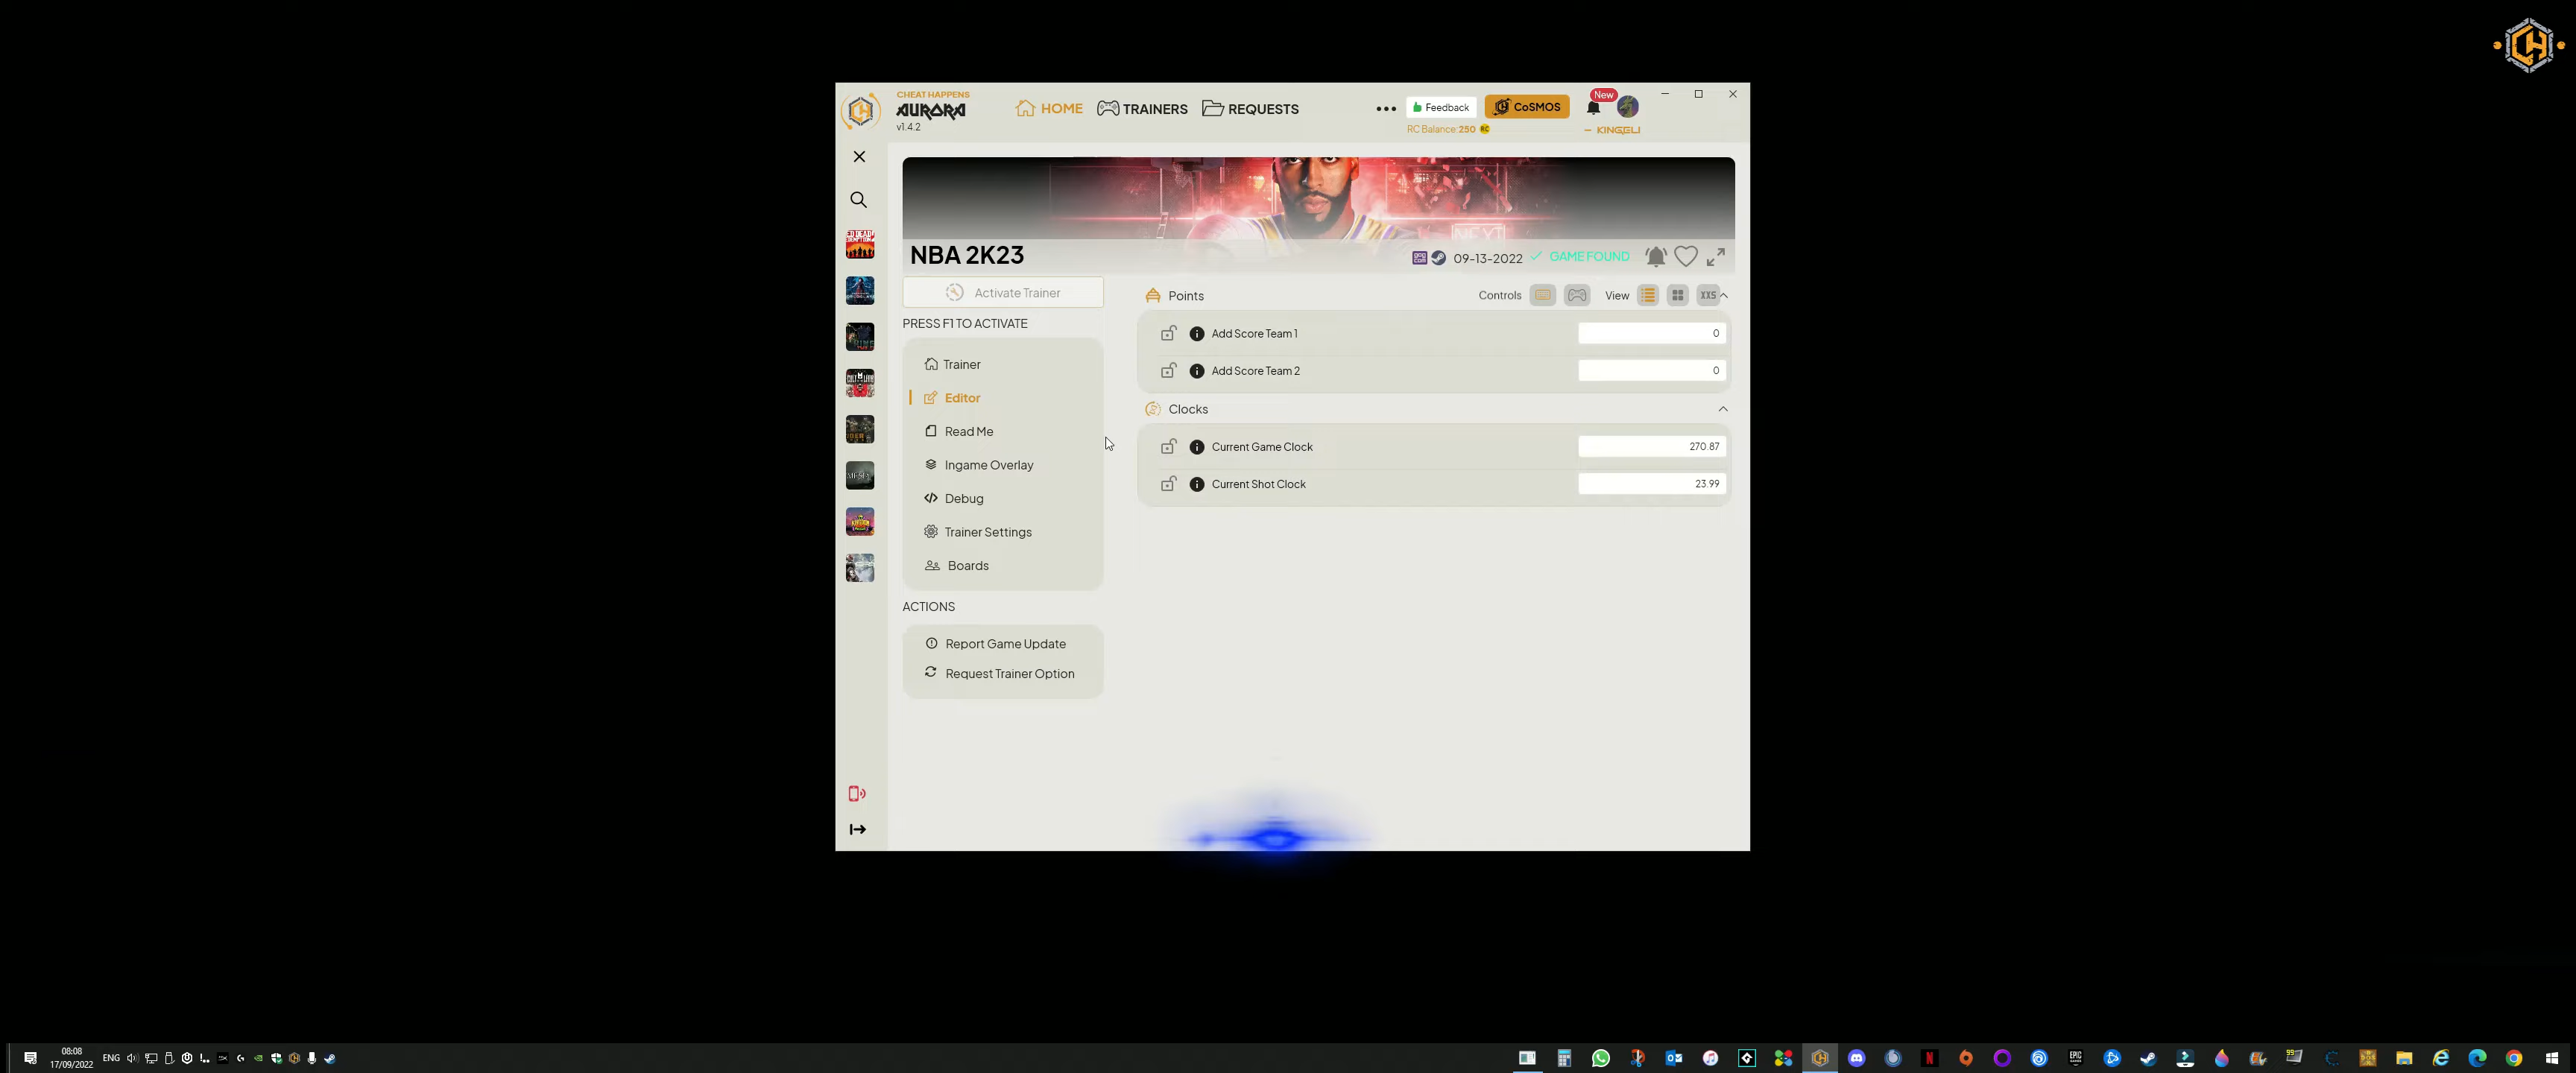 CHEAT HAPPENS
AURORA
v1.4.2
HOME
TRAINERS
REQUESTS
Feedback
CoSMOS
New
RC Balance: 250
KINGELI
NBA 2K23
NEXT
09-13-2022
GAME FOUND
Activate Trainer
PRESS F1 TO ACTIVATE
Trainer
Editor
Read Me
Ingame Overlay
Debug
Trainer Settings
Boards
ACTIONS
Report Game Update
Request Trainer Option
Points
Controls
View
XXS
Add Score Team 1
0
Add Score Team 2
0
Clocks
Current Game Clock
270.87
Current Shot Clock
23.99
08:08
17/09/2022
ENG
EPIC
99